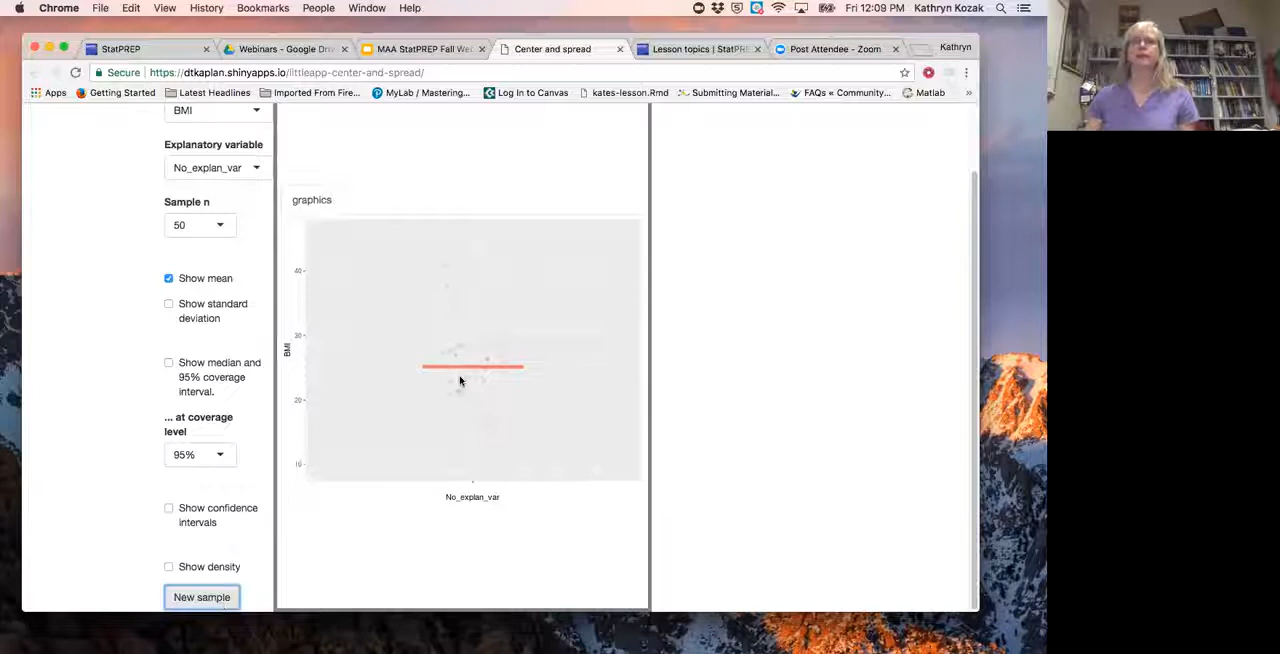 Chrome File Edit View History Bookmarks People Window Help Fri 12:09 PM Kathryn Kozak
StatPREP Webinars - Google Dri MAA StatPREP Fall We Center and spread Lesson topics | StatPR Post Attendee - Zoom Kathryn
Secure https://dtkaplan.shinyapps.io/littleapp-center-and-spread/
Apps Getting Started Latest Headlines Imported From Fire... MyLab / Mastering... Log In to Canvas kates-lesson.Rmd Submitting Material... FAQs « Community... Matlab »
BMI
Explanatory variable
No_explan_var
Sample n
50
Show mean
Show standard
deviation
Show median and
95% coverage
interval.
... at coverage
level
95%
Show confidence
intervals
Show density
New sample
graphics
40
30
20
10
BMI
No_explan_var